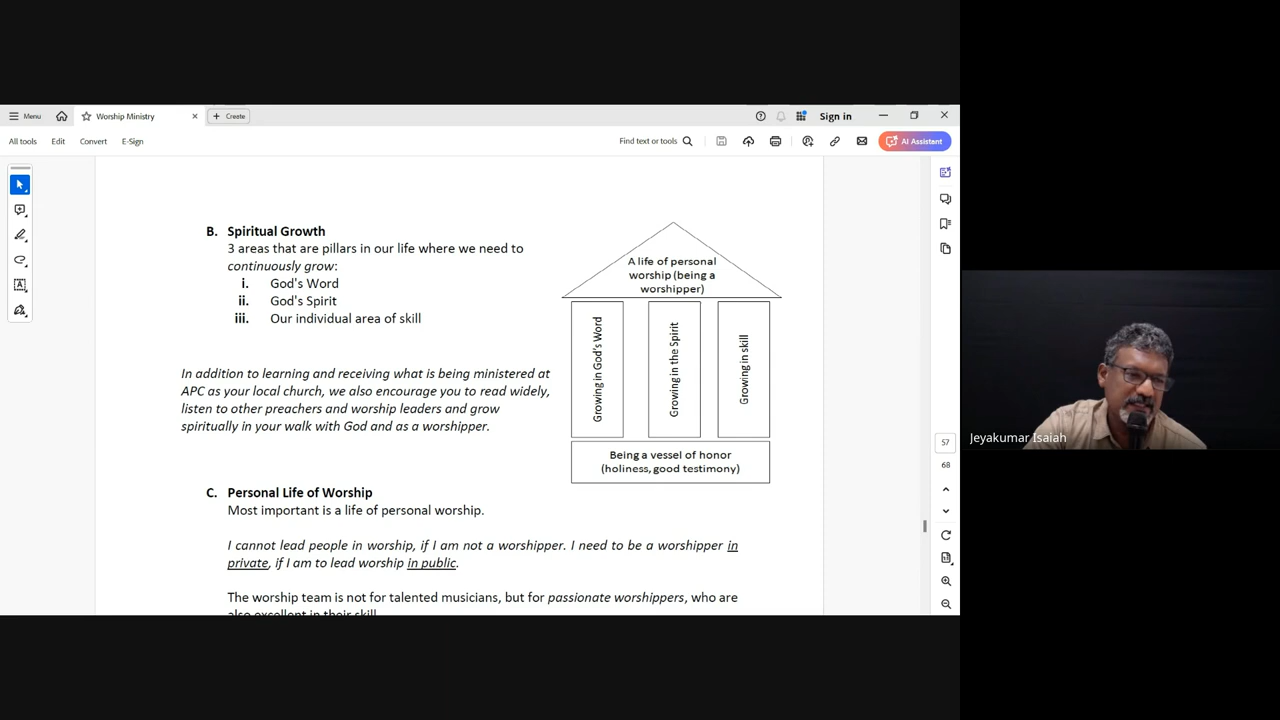 Menu
Worship Ministry
Create
Sign in
All tools
Edit
Convert
E-Sign
Find text or tools
AI Assistant
B. Spiritual Growth
3 areas that are pillars in our life where we need to
continuously grow:
i. God's Word
ii. God's Spirit
iii. Our individual area of skill
In addition to learning and receiving what is being ministered at
APC as your local church, we also encourage you to read widely,
listen to other preachers and worship leaders and grow
spiritually in your walk with God and as a worshipper.
A life of personal
worship (being a
worshipper)
Growing in God's Word
Growing in the Spirit
Growing in skill
Being a vessel of honor
(holiness, good testimony)
C. Personal Life of Worship
Most important is a life of personal worship.
I cannot lead people in worship, if I am not a worshipper. I need to be a worshipper in
private, if I am to lead worship in public.
The worship team is not for talented musicians, but for passionate worshippers, who are
also excellent in their skill.
57
68
Jeyakumar Isaiah